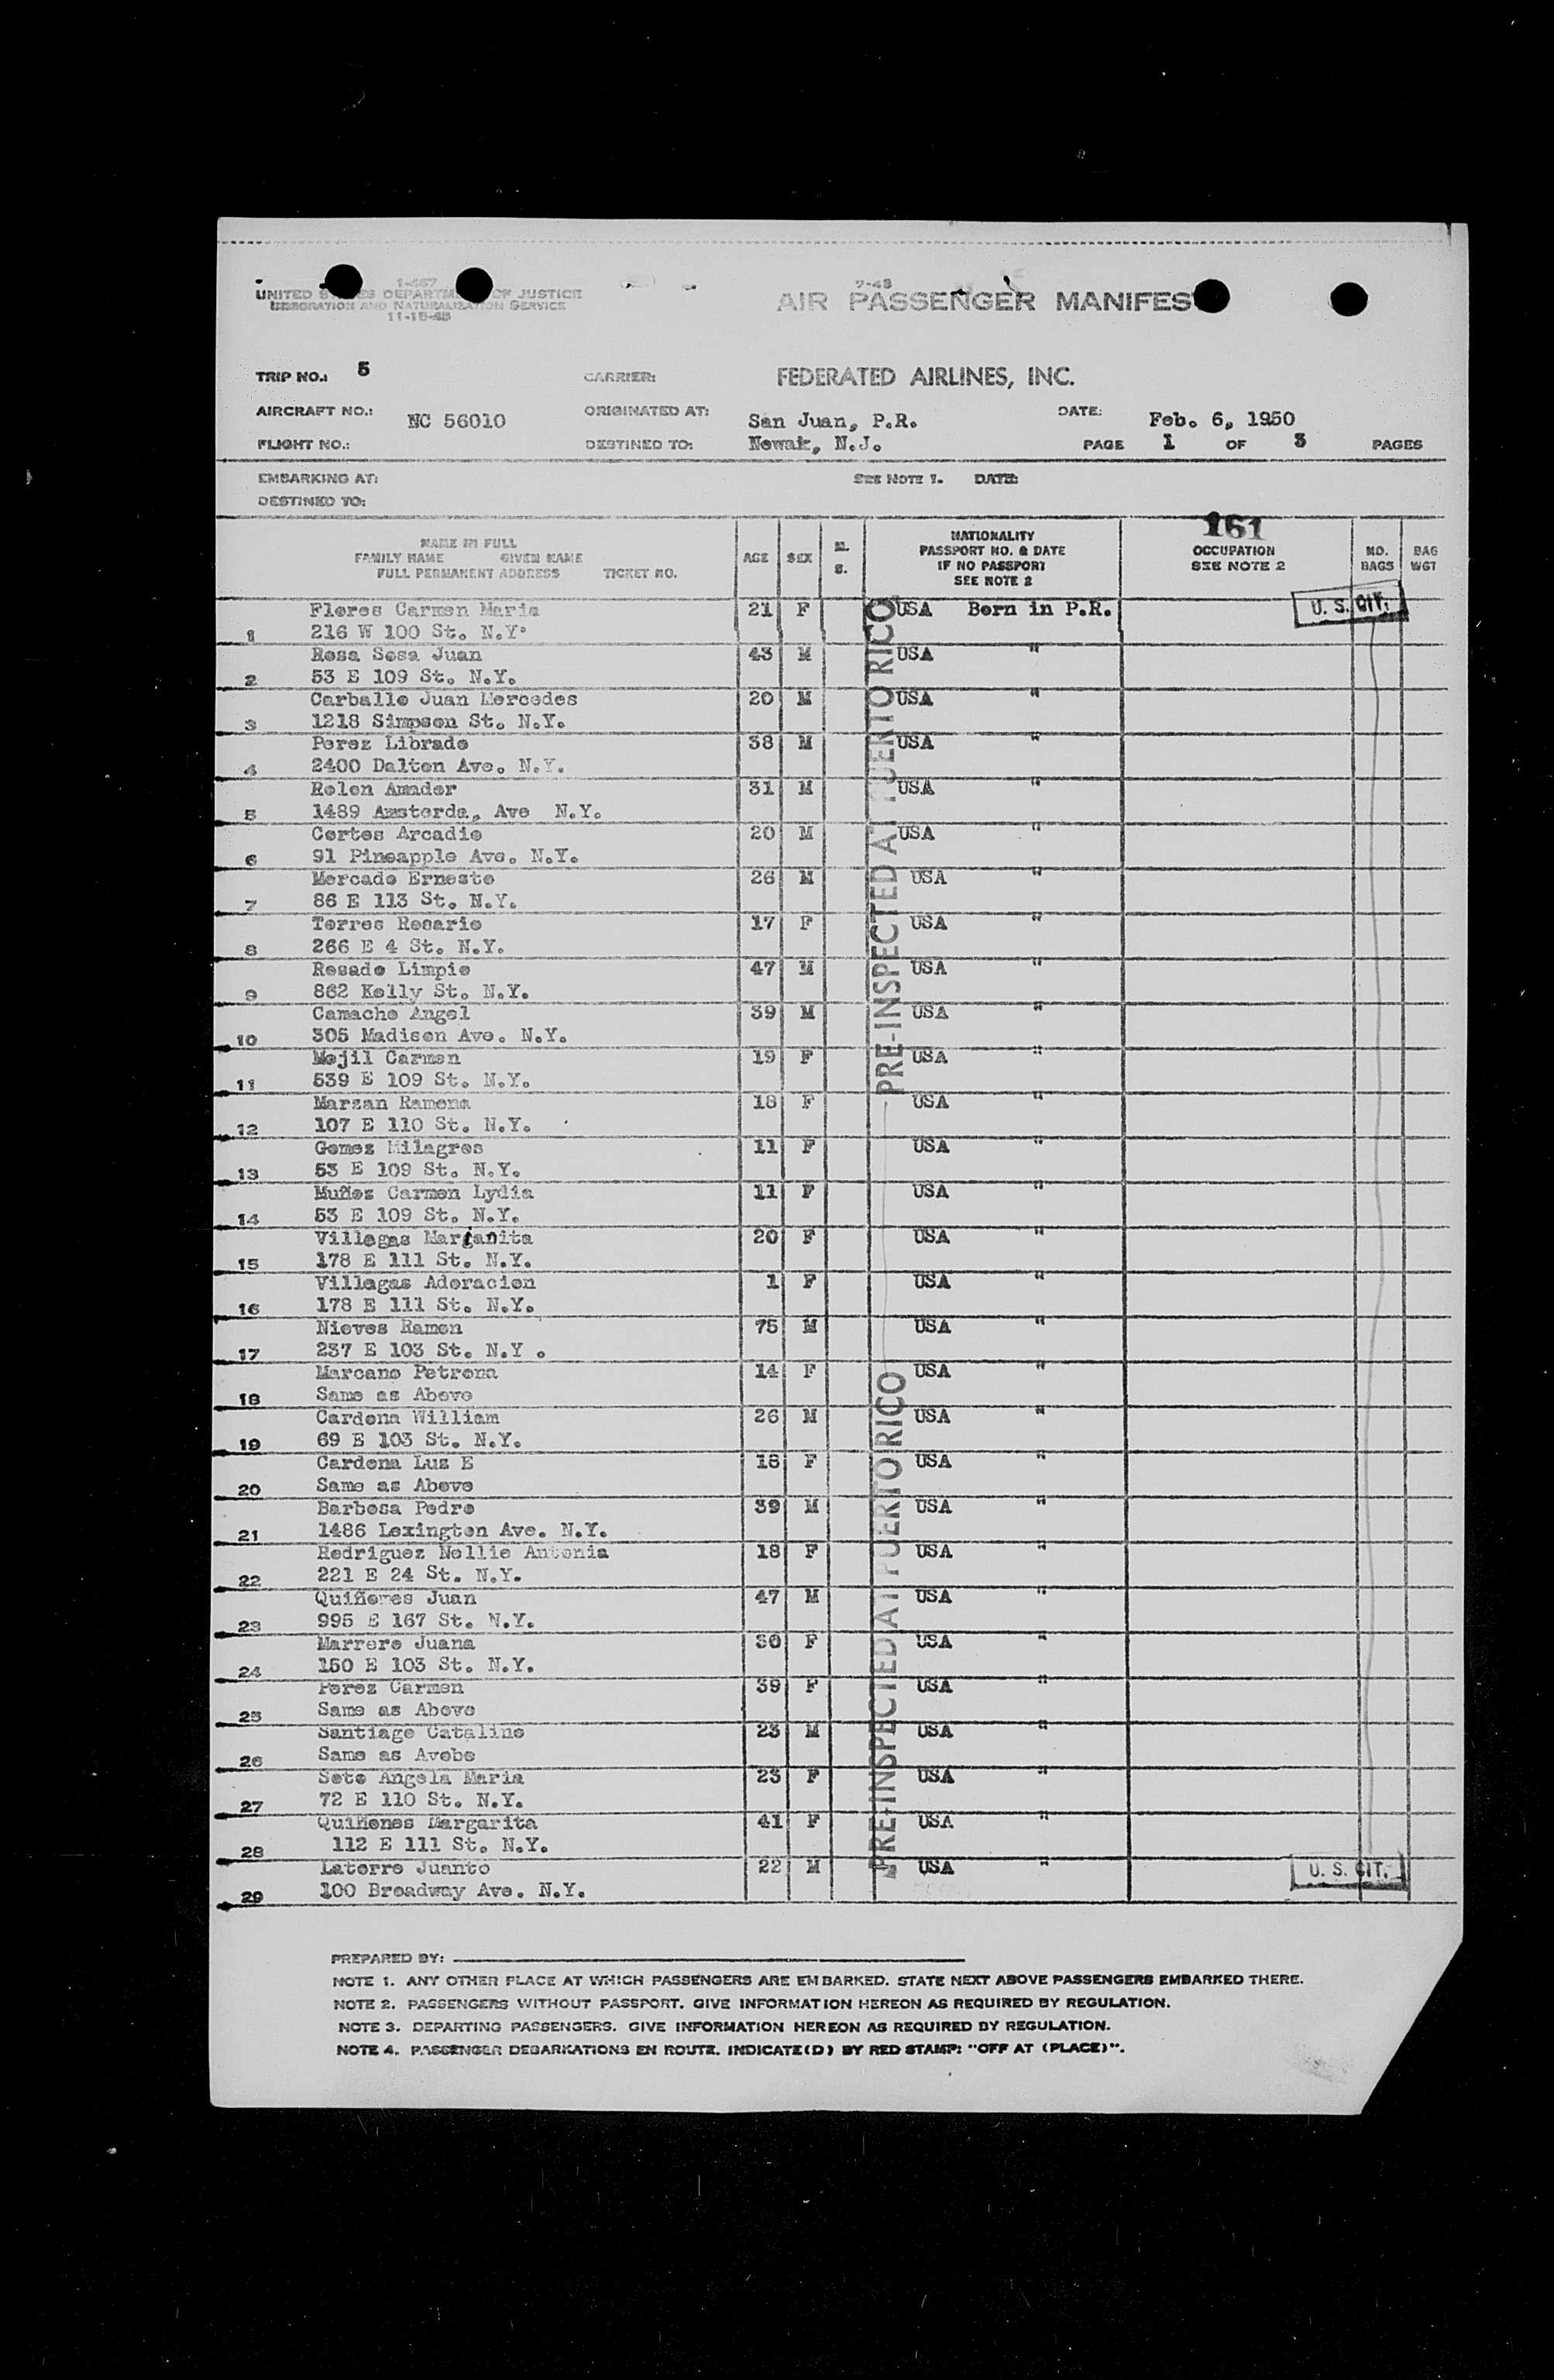 1-467
UNITED STATES DEPARTMENT OF JUSTICE
IMMIGRATION AND NATURALIZATION SERVICE
11-15-48
7-48
AIR PASSENGER MANIFEST
TRIP NO.: 5
CARRIER: FEDERATED AIRLINES, INC.
AIRCRAFT NO.: NC 56010 ORIGINATED AT: San Juan, P.R. DATE: Feb. 6, 1950
FLIGHT NO.: DESTINED TO: Newak, N.J. PAGE 1 OF 3 PAGES
EMBARKING AT: SEE NOTE 1. DATE:
DESTINED TO:
161
NAME IN FULL
FAMILY NAME GIVEN NAME
FULL PERMANENT ADDRESS TICKET NO.
AGE SEX M. S.
NATIONALITY
PASSPORT NO. & DATE
IF NO PASSPORT
SEE NOTE 2
OCCUPATION
SEE NOTE 2
NO. BAGS
BAG WGT
PRE-INSPECTED AT PUERTO RICO
Flores Carmen Maria 21 F USA Born in P.R. U. S. CIT.
1 216 W 100 St. N.Y.
Rosa Sosa Juan 43 M USA "
2 53 E 109 St. N.Y.
Carballo Juan Mercedes 20 M USA "
3 1218 Simpson St. N.Y.
Perez Librado 38 M USA "
4 2400 Dalton Ave. N.Y.
Rolon Amador 31 M USA "
5 1489 Amsterda, Ave N.Y.
Cortes Arcadio 20 M USA "
6 91 Pineapple Ave. N.Y.
Mercado Ernesto 26 M USA "
7 86 E 113 St. N.Y.
Torres Rosario 17 F USA "
8 266 E 4 St. N.Y.
Rosado Limpio 47 M USA "
9 862 Kelly St. N.Y.
Camacho Angel 39 M USA "
10 305 Madison Ave. N.Y.
Mojil Carmen 19 F USA "
11 539 E 109 St. N.Y.
Marzan Ramona 18 F USA "
12 107 E 110 St. N.Y.
Gomez Milagros 11 F USA "
13 53 E 109 St. N.Y.
Muñoz Carmen Lydia 11 F USA "
14 53 E 109 St. N.Y.
Villegas Margarita 20 F USA "
15 178 E 111 St. N.Y.
Villagas Adoracion 1 F USA "
16 178 E 111 St. N.Y.
Nieves Ramon 75 M USA "
17 237 E 103 St. N.Y .
Marcano Petrona 14 F USA "
18 Same as Above
Cardona William 26 M USA "
19 69 E 103 St. N.Y.
Cardona Luz E 18 F USA "
20 Same as Above
Barbosa Pedro 39 M USA "
21 1486 Lexington Ave. N.Y.
Rodriguez Nellie Antonia 18 F USA "
22 221 E 24 St. N.Y.
Quiñores Juan 47 M USA "
23 995 E 167 St. N.Y.
Marrero Juana 30 F USA "
24 150 E 103 St. N.Y.
Perez Carmen 39 F USA "
25 Same as Above
Santiago Catalino 23 M USA "
26 Same as Avobe
Soto Angela Maria 23 F USA "
27 72 E 110 St. N.Y.
Quiñones Margarita 41 F USA "
28 112 E 111 St. N.Y.
Latorre Juanto 22 M USA " U. S. CIT.
29 100 Broadway Ave. N.Y.
PRE-INSPECTED AT PUERTO RICO
PREPARED BY:
NOTE 1. ANY OTHER PLACE AT WHICH PASSENGERS ARE EMBARKED. STATE NEXT ABOVE PASSENGERS EMBARKED THERE.
NOTE 2. PASSENGERS WITHOUT PASSPORT. GIVE INFORMATION HEREON AS REQUIRED BY REGULATION.
NOTE 3. DEPARTING PASSENGERS. GIVE INFORMATION HEREON AS REQUIRED BY REGULATION.
NOTE 4. PASSENGER DEBARKATIONS EN ROUTE. INDICATE(D) BY RED STAMP: "OFF AT (PLACE)".